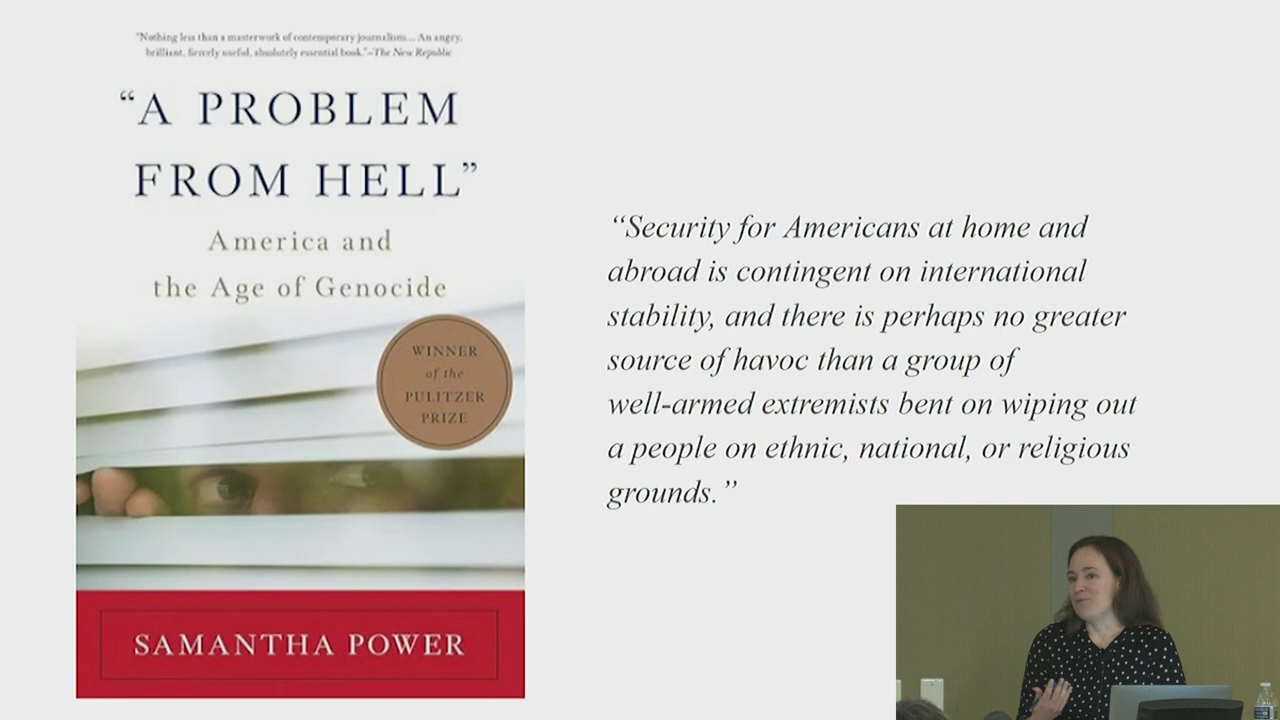 "Nothing less than a masterwork of contemporary journalism.... An angry,
brilliant, fiercely useful, absolutely essential book."–The New Republic
“A PROBLEM
FROM HELL”
America and
the Age of Genocide
WINNER
of the
PULITZER
PRIZE
SAMANTHA POWER
“Security for Americans at home and
abroad is contingent on international
stability, and there is perhaps no greater
source of havoc than a group of
well-armed extremists bent on wiping out
a people on ethnic, national, or religious
grounds.”